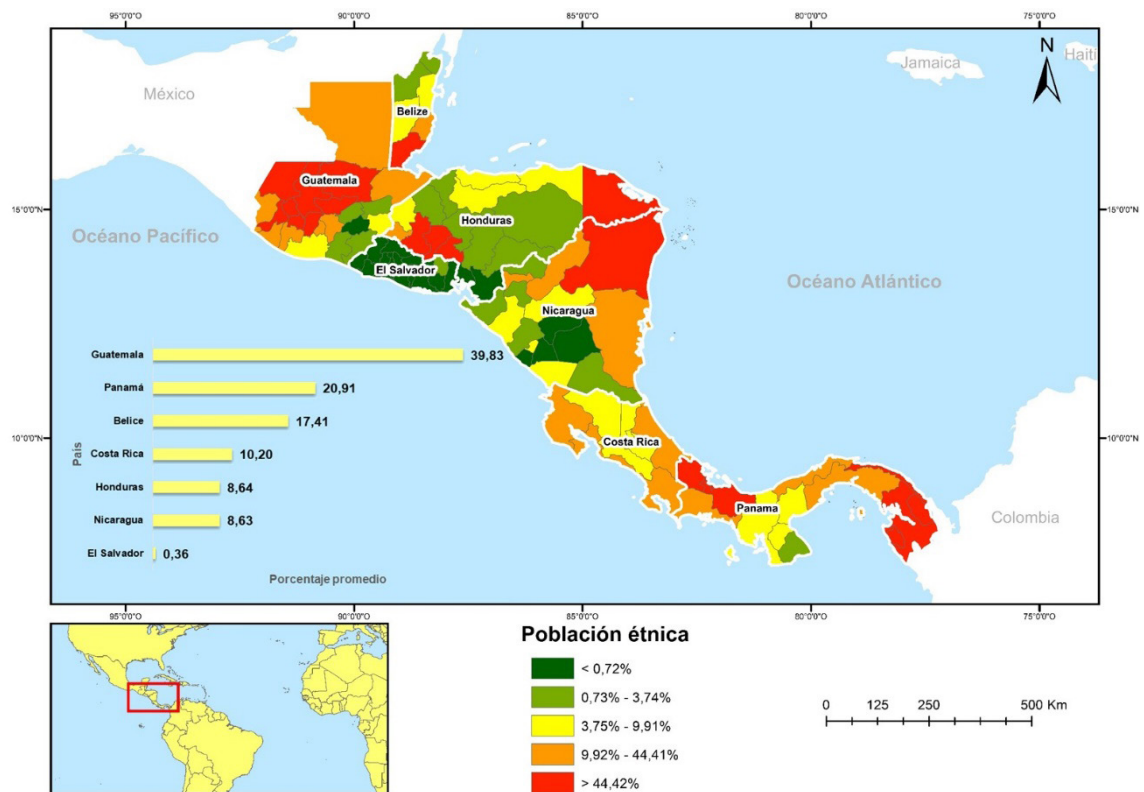 95°0'0"O 90°0'0"O 85°0'0"O 80°0'0"O 75°0'0"O
N
Jamaica
Haití
México
Belize
Guatemala
15°0'0"N 15°0'0"N
Océano Pacífico
Honduras
El Salvador
Océano Atlántico
Nicaragua
Guatemala 39,83
Panamá 20,91
Belice 17,41
10°0'0"N 10°0'0"N
País
Costa Rica
Costa Rica 10,20
Honduras 8,64
Panama
Colombia
Nicaragua 8,63
El Salvador 0,36
Porcentaje promedio
95°0'0"O 90°0'0"O 85°0'0"O 80°0'0"O 75°0'0"O
Población étnica
< 0,72%
0,73% - 3,74%
3,75% - 9,91%
9,92% - 44,41%
> 44,42%
0 125 250 500 Km